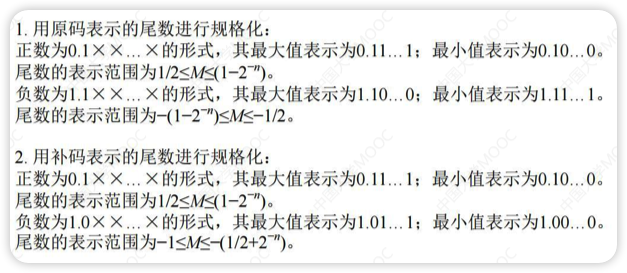 1. 用原码表示的尾数进行规格化：
正数为0.1××…×的形式，其最大值表示为0.11…1；最小值表示为0.10…0。
尾数的表示范围为1/2≤M≤(1−2⁻ⁿ)。
负数为1.1××…×的形式，其最大值表示为1.10…0；最小值表示为1.11…1。
尾数的表示范围为−(1−2⁻ⁿ)≤M≤−1/2。
2. 用补码表示的尾数进行规格化：
正数为0.1××…×的形式，其最大值表示为0.11…1；最小值表示为0.10…0。
尾数的表示范围为1/2≤M≤(1−2⁻ⁿ)。
负数为1.0××…×的形式，其最大值表示为1.01…1；最小值表示为1.00…0。
尾数的表示范围为−1≤M≤−(1/2+2⁻ⁿ)。